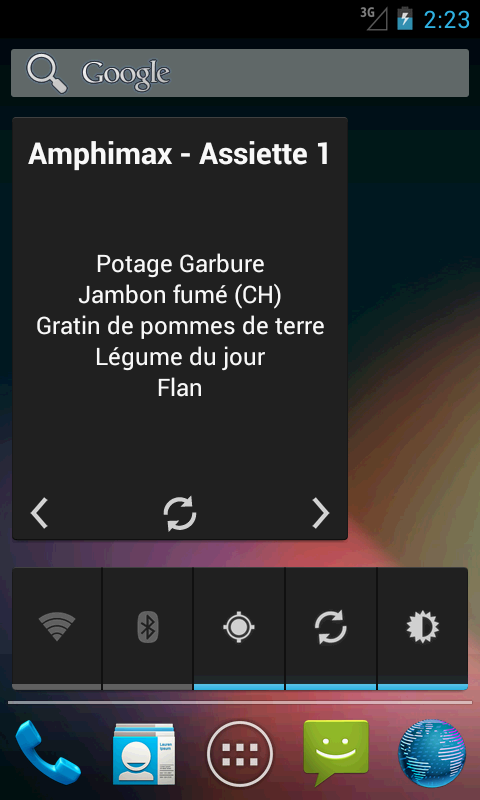 3G
2:23
Google
Amphimax - Assiette 1
Potage Garbure
Jambon fumé (CH)
Gratin de pommes de terre
Légume du jour
Flan